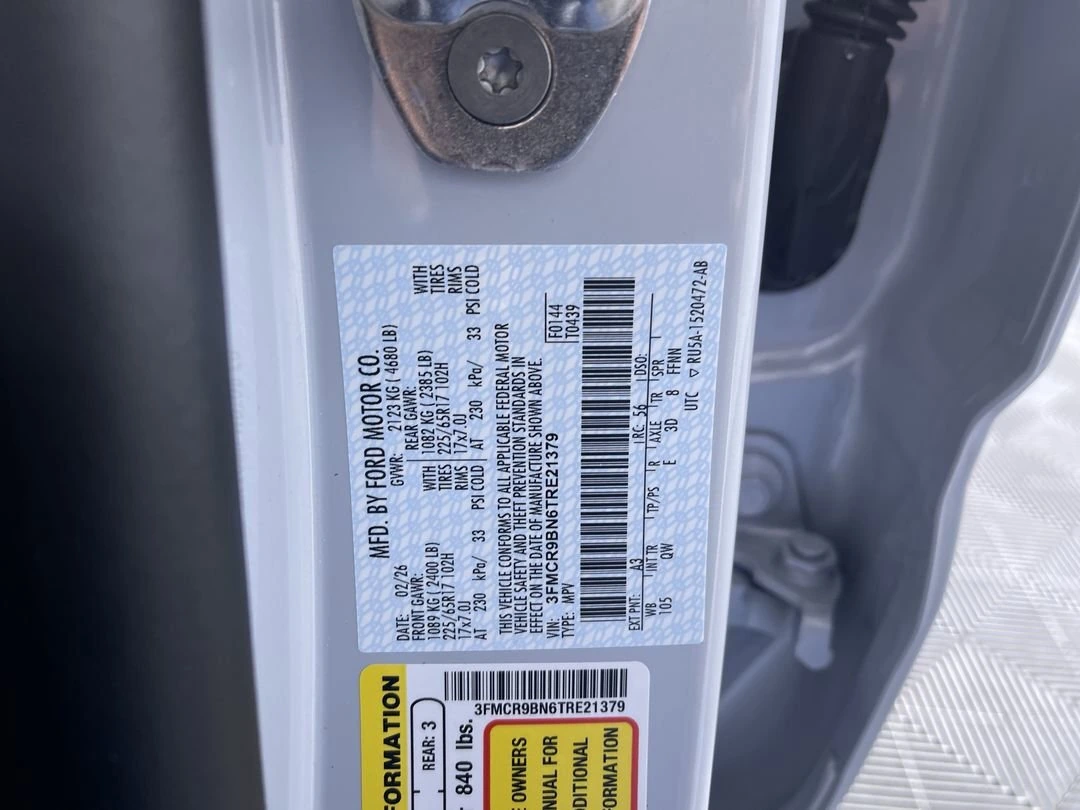 MFD. BY FORD MOTOR CO.
DATE: 02/26 GVWR: 2123 KG ( 4680 LB)
FRONT GAWR: REAR GAWR:
1089 KG ( 2400 LB) WITH 1082 KG ( 2385 LB) WITH
225/65R17 102H TIRES 225/65R17 102H TIRES
17x7.0J RIMS 17x7.0J RIMS
AT 230 kPa/ 33 PSI COLD AT 230 kPa/ 33 PSI COLD
THIS VEHICLE CONFORMS TO ALL APPLICABLE FEDERAL MOTOR
VEHICLE SAFETY AND THEFT PREVENTION STANDARDS IN
EFFECT ON THE DATE OF MANUFACTURE SHOWN ABOVE.
VIN: 3FMCR9BN6TRE21379 F0144
TYPE: MPV T0439
EXT PNT: A3 RC: 56 DSO:
WB INT TR TP/PS R AXLE TR SPR
105 QW E 3D 8 FFNN
UTC ▽ RU5A-1520472-AB
FORMATION
REAR: 3
840 lbs.
3FMCR9BN6TRE21379
OWNERS
NUAL FOR
DITIONAL
FORMATION